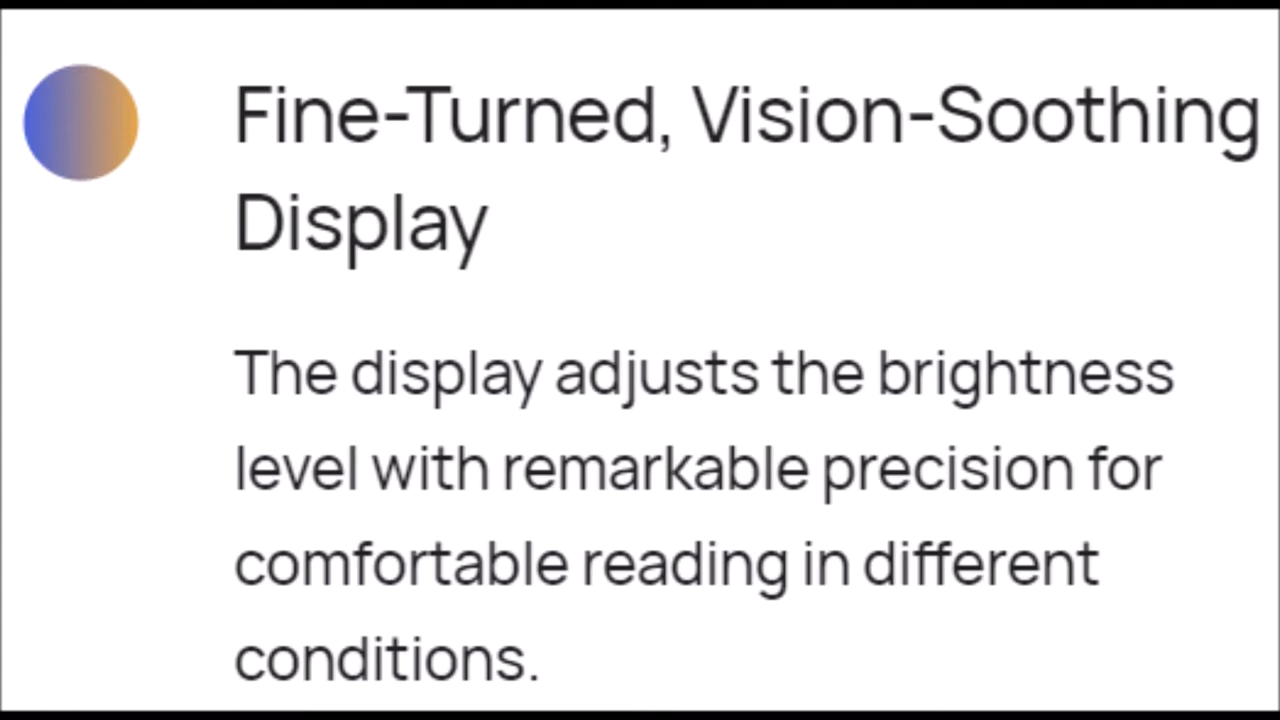 Fine-Turned, Vision-Soothing
Display
The display adjusts the brightness
level with remarkable precision for
comfortable reading in different
conditions.